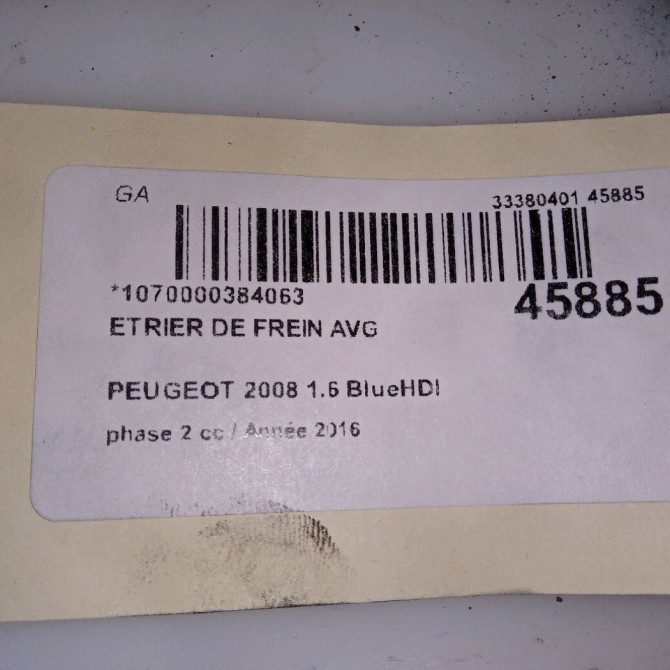 GA
33380401 45885
*1070000384063
45885
ETRIER DE FREIN AVG
PEUGEOT 2008 1.6 BlueHDI
phase 2 cc / Année 2016